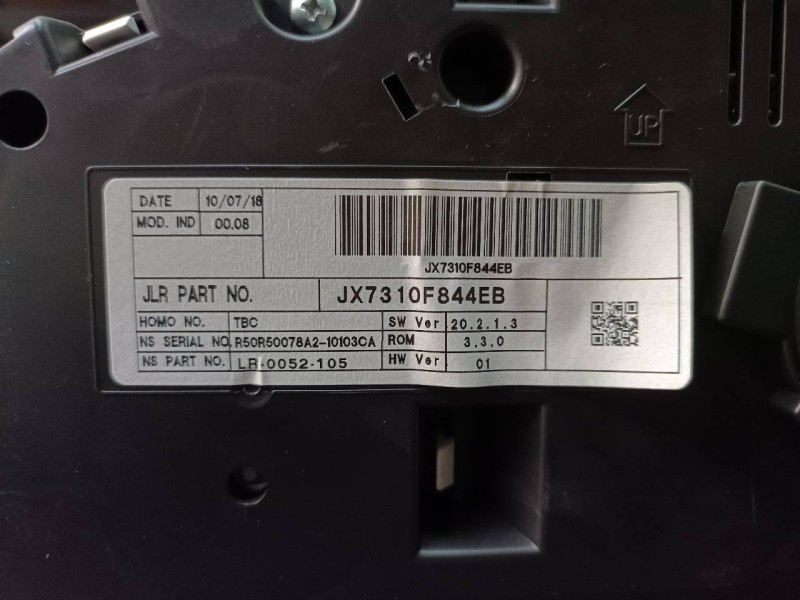 UP
DATE 10/07/18
MOD. IND 00.08
JX7310F844EB
JLR PART NO. JX7310F844EB
HOMO NO. TBC SW Ver 20.2.1.3
NS SERIAL NO. R50R50078A2-10103CA ROM 3.3.0
NS PART NO. LR-0052-105 HW Ver 01